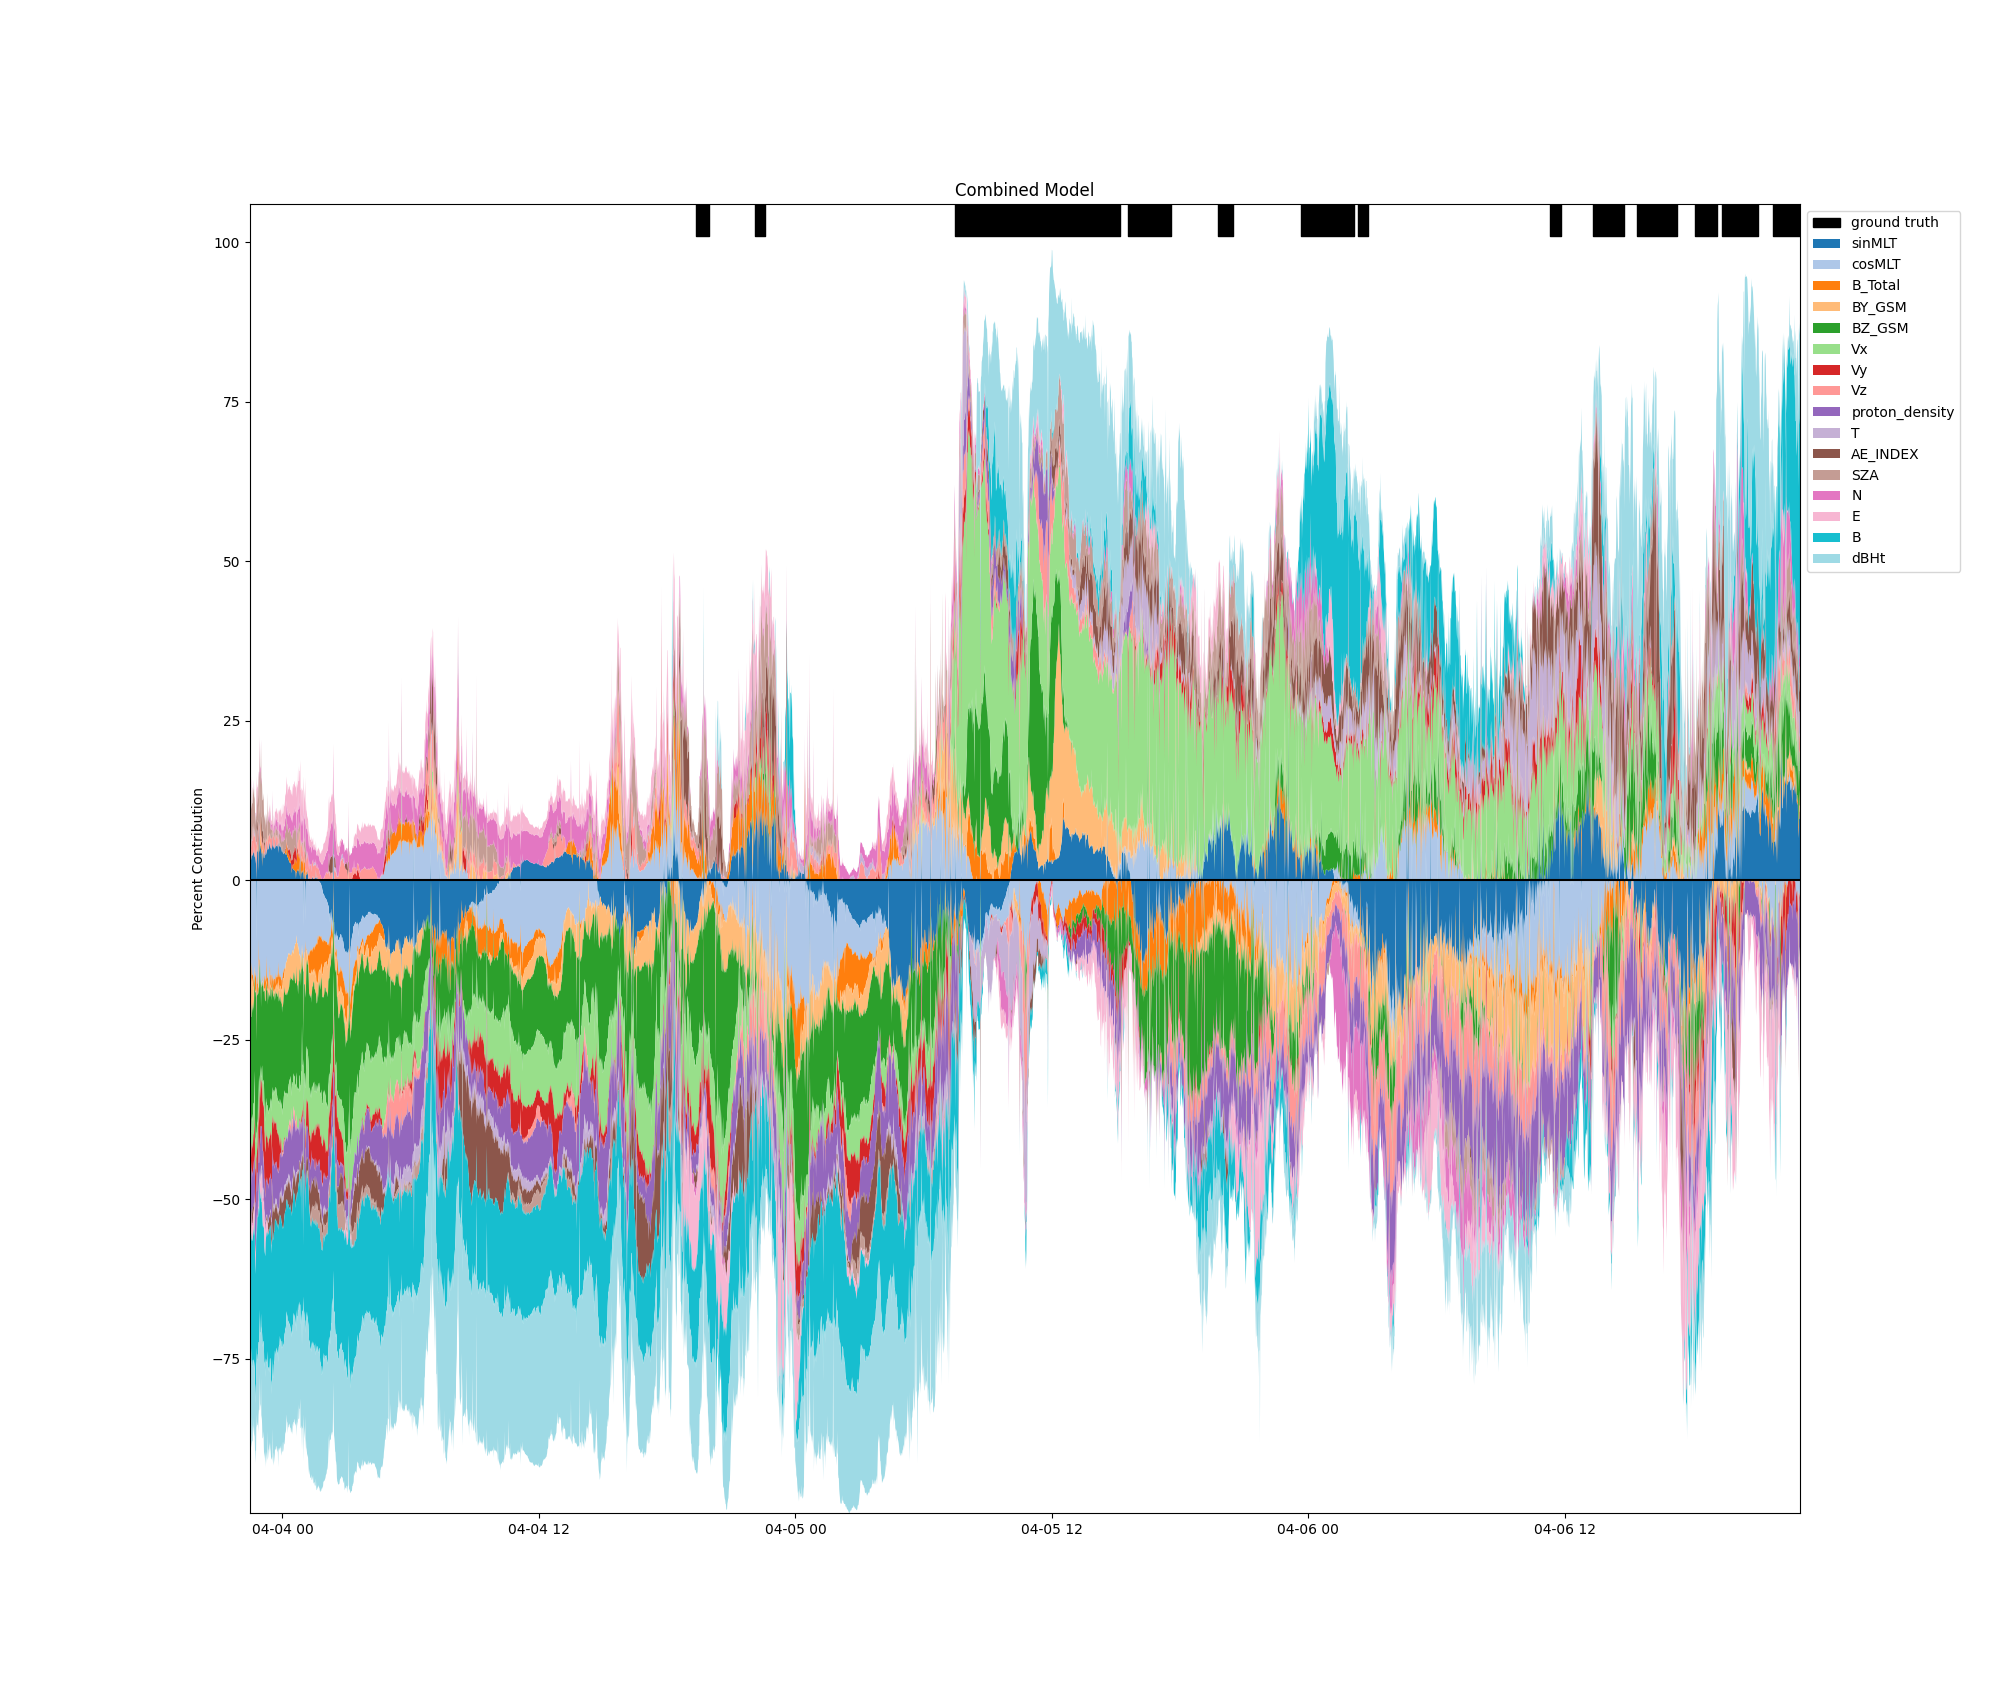 Combined Model
100
75
50
25
0
−25
−50
−75
Percent Contribution
04-04 00
04-04 12
04-05 00
04-05 12
04-06 00
04-06 12
ground truth
sinMLT
cosMLT
B_Total
BY_GSM
BZ_GSM
Vx
Vy
Vz
proton_density
T
AE_INDEX
SZA
N
E
B
dBHt